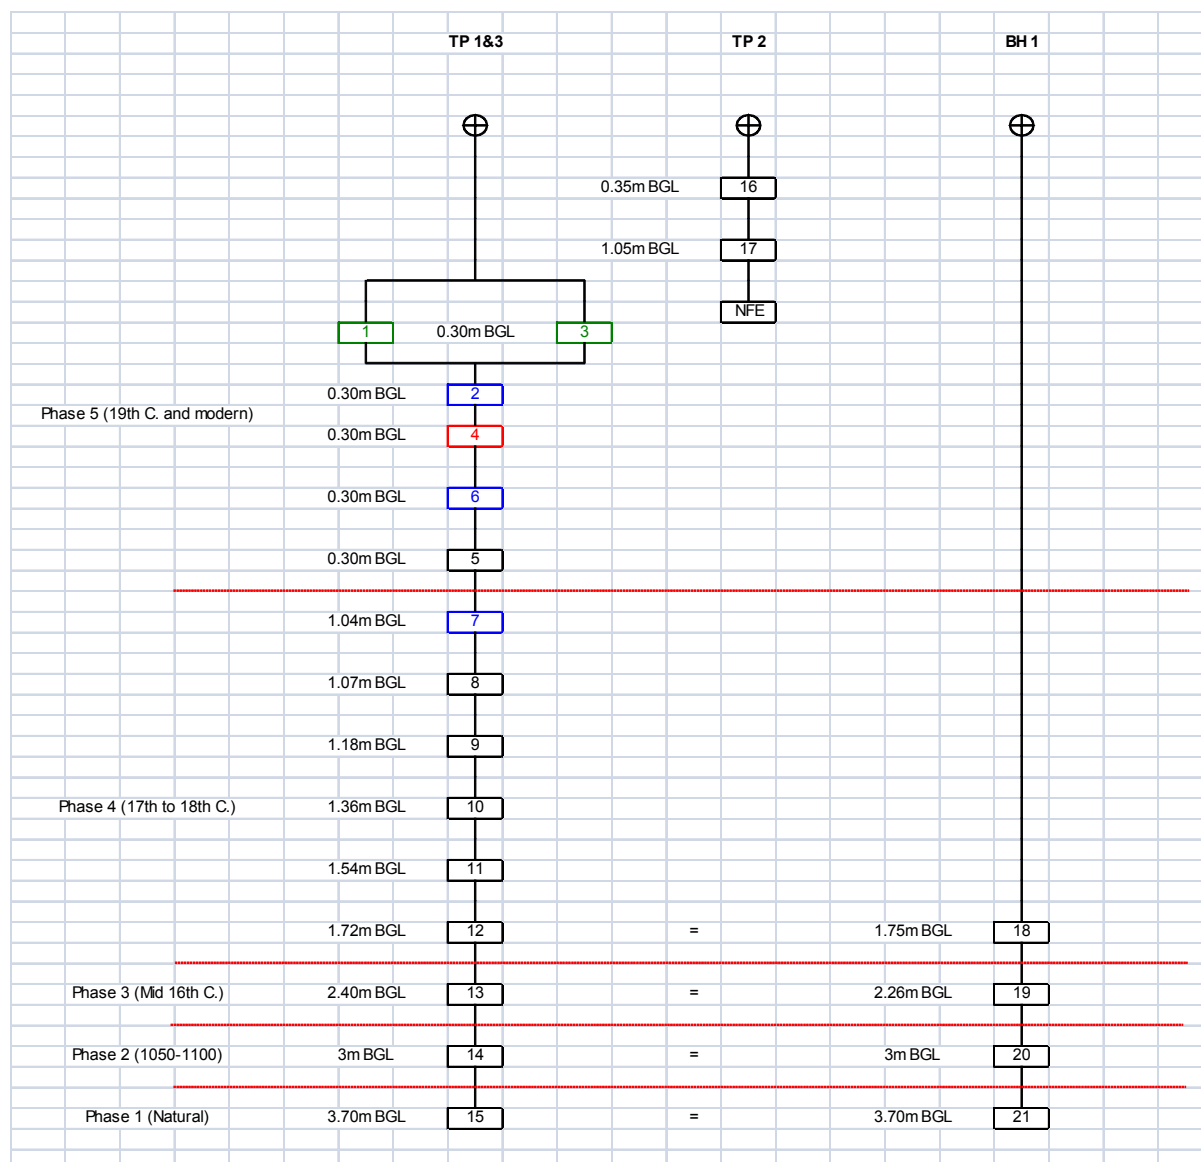 TP 1&3 TP 2 BH 1
0.35m BGL 16
1.05m BGL 17
NFE
1 0.30m BGL 3
0.30m BGL 2
Phase 5 (19th C. and modern)
0.30m BGL 4
0.30m BGL 6
0.30m BGL 5
1.04m BGL 7
1.07m BGL 8
1.18m BGL 9
Phase 4 (17th to 18th C.) 1.36m BGL 10
1.54m BGL 11
1.72m BGL 12 = 1.75m BGL 18
Phase 3 (Mid 16th C.) 2.40m BGL 13 = 2.26m BGL 19
Phase 2 (1050-1100) 3m BGL 14 = 3m BGL 20
Phase 1 (Natural) 3.70m BGL 15 = 3.70m BGL 21